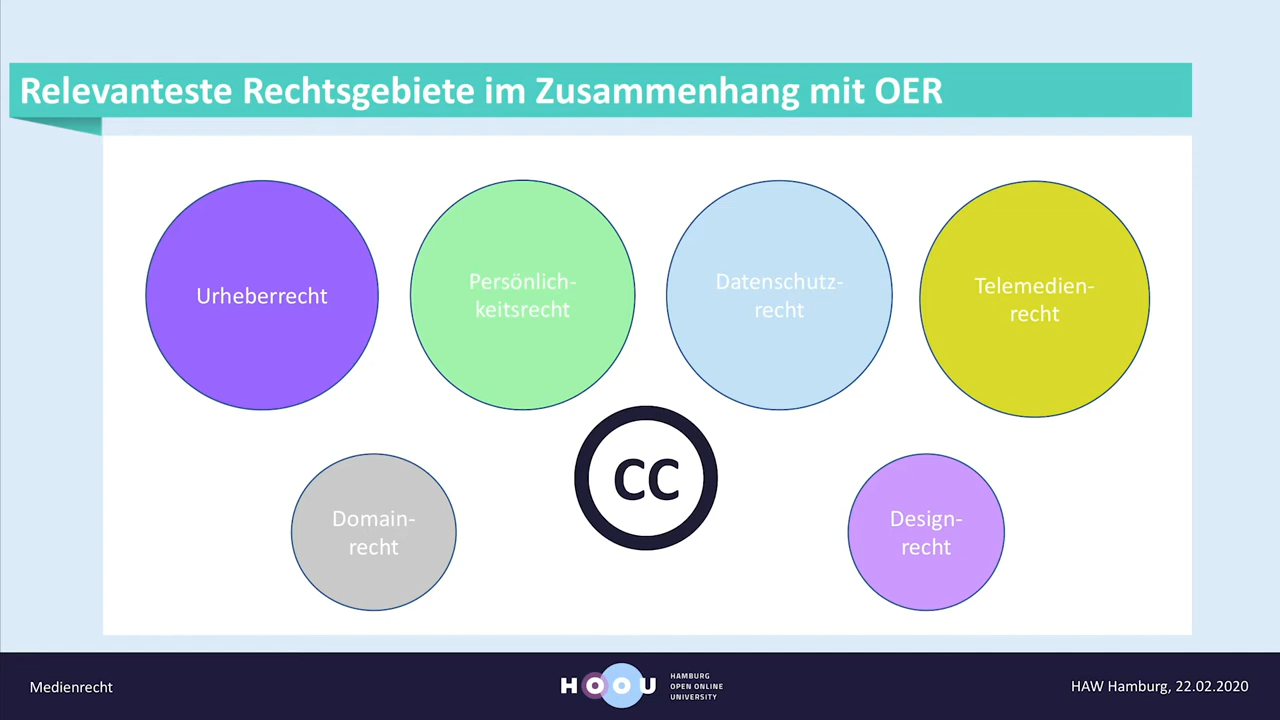 Relevanteste Rechtsgebiete im Zusammenhang mit OER
Urheberrecht
Persönlich-
keitsrecht
Datenschutz-
recht
Telemedien-
recht
CC
Domain-
recht
Design-
recht
Medienrecht
HOOU
HAMBURG
OPEN ONLINE
UNIVERSITY
HAW Hamburg, 22.02.2020